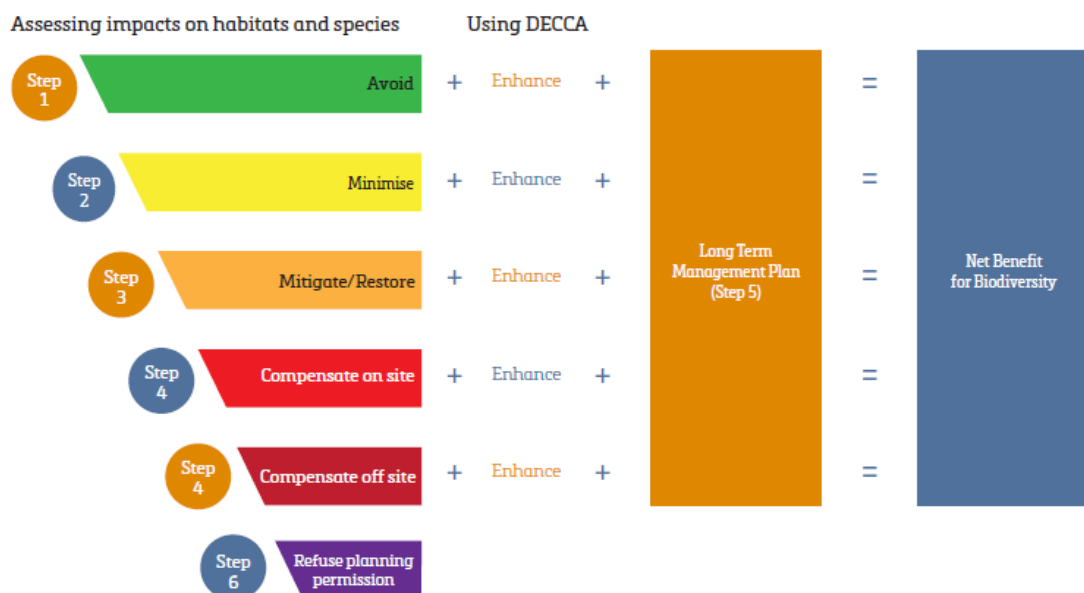 Assessing impacts on habitats and species
Using DECCA
Step
1
Avoid
+
Enhance
+
=
Step
2
Minimise
+
Enhance
+
=
Step
3
Mitigate/Restore
+
Enhance
+
Long Term
Management Plan
(Step 5)
=
Net Benefit
for Biodiversity
Step
4
Compensate on site
+
Enhance
+
=
Step
4
Compensate off site
+
Enhance
+
=
Step
6
Refuse planning
permission